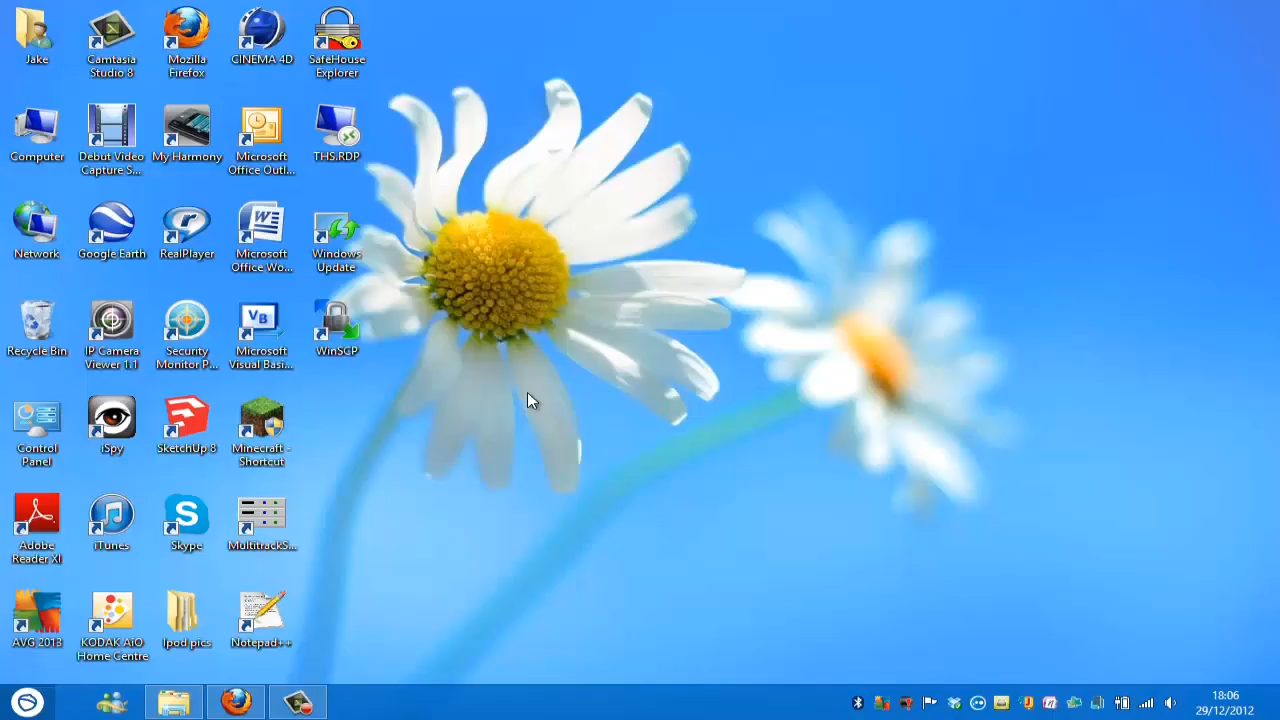 Jake
Camtasia Studio 8
Mozilla Firefox
CINEMA 4D
SafeHouse Explorer
Computer
Debut Video Capture S...
My Harmony
Microsoft Office Outl...
THS.RDP
Network
Google Earth
RealPlayer
Microsoft Office Wo...
Windows Update
Recycle Bin
IP Camera Viewer 1.1
Security Monitor P...
Microsoft Visual Basi...
WinSCP
Control Panel
iSpy
SketchUp 8
Minecraft - Shortcut
Adobe Reader XI
iTunes
Skype
MultitrackS...
AVG 2013
KODAK AiO Home Centre
Ipod pics
Notepad++
18:06
29/12/2012